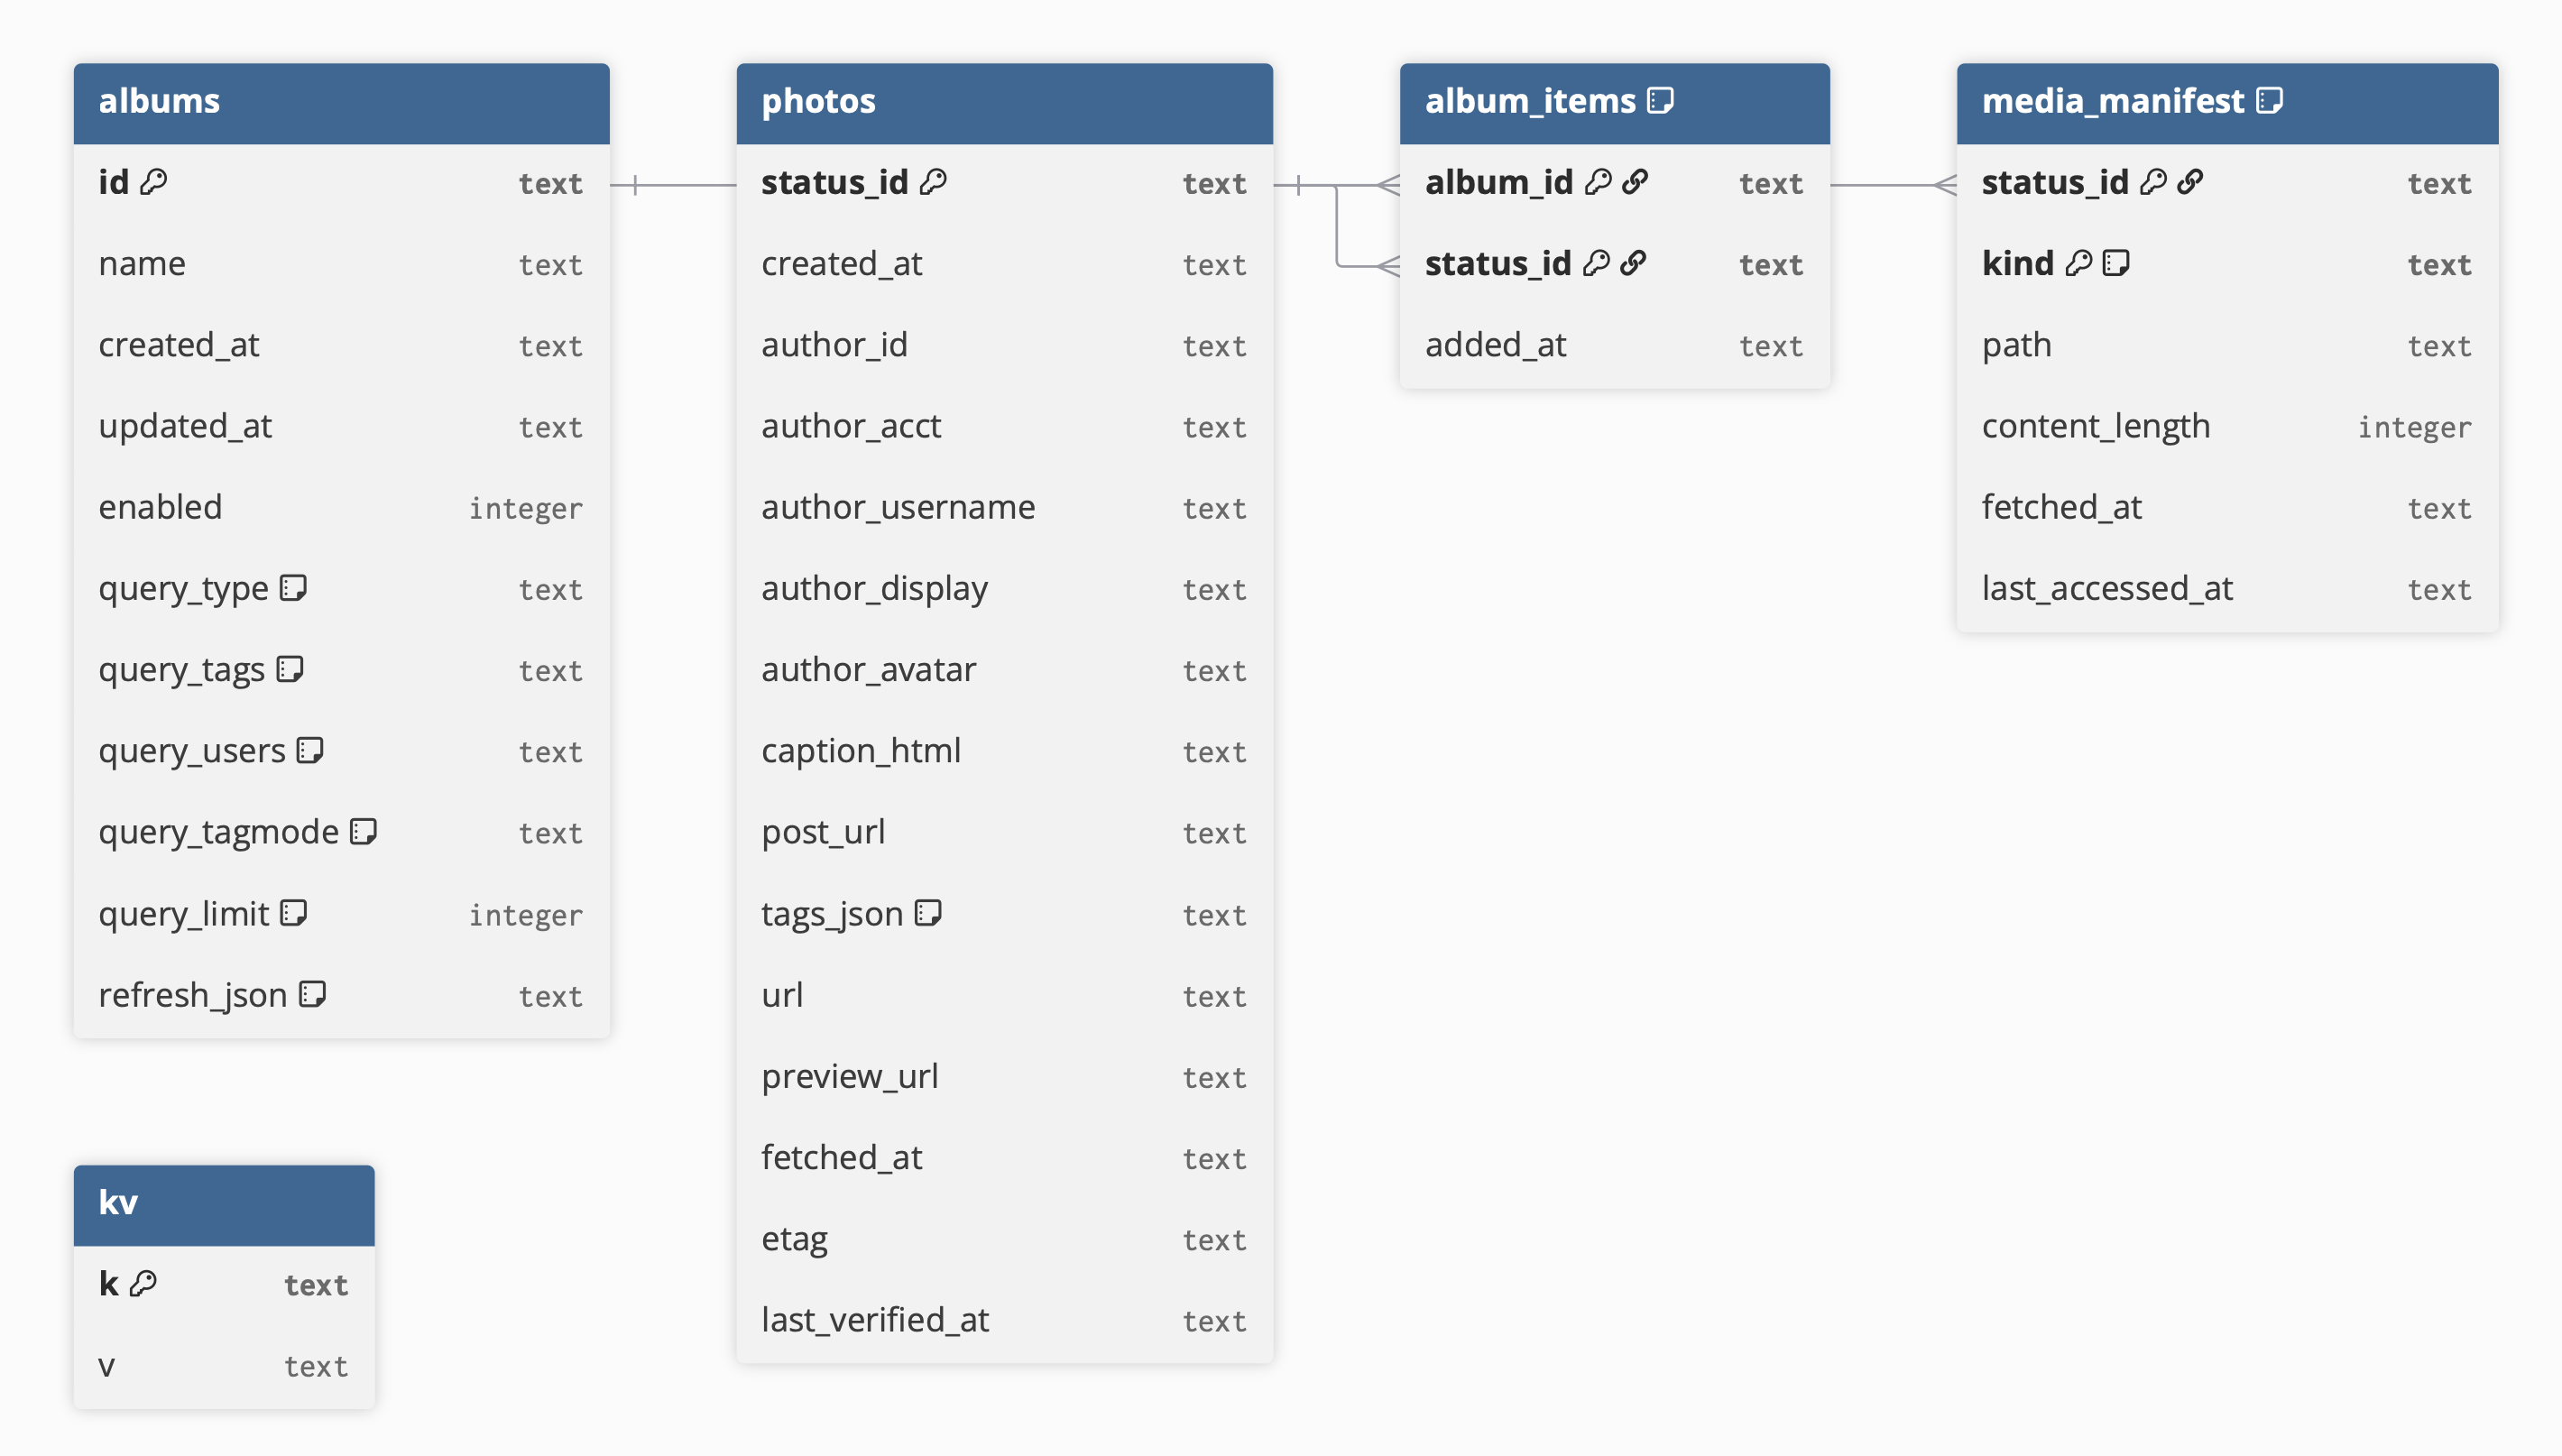 albums
id text
name text
created_at text
updated_at text
enabled integer
query_type text
query_tags text
query_users text
query_tagmode text
query_limit integer
refresh_json text
photos
status_id text
created_at text
author_id text
author_acct text
author_username text
author_display text
author_avatar text
caption_html text
post_url text
tags_json text
url text
preview_url text
fetched_at text
etag text
last_verified_at text
album_items
album_id text
status_id text
added_at text
media_manifest
status_id text
kind text
path text
content_length integer
fetched_at text
last_accessed_at text
kv
k text
v text